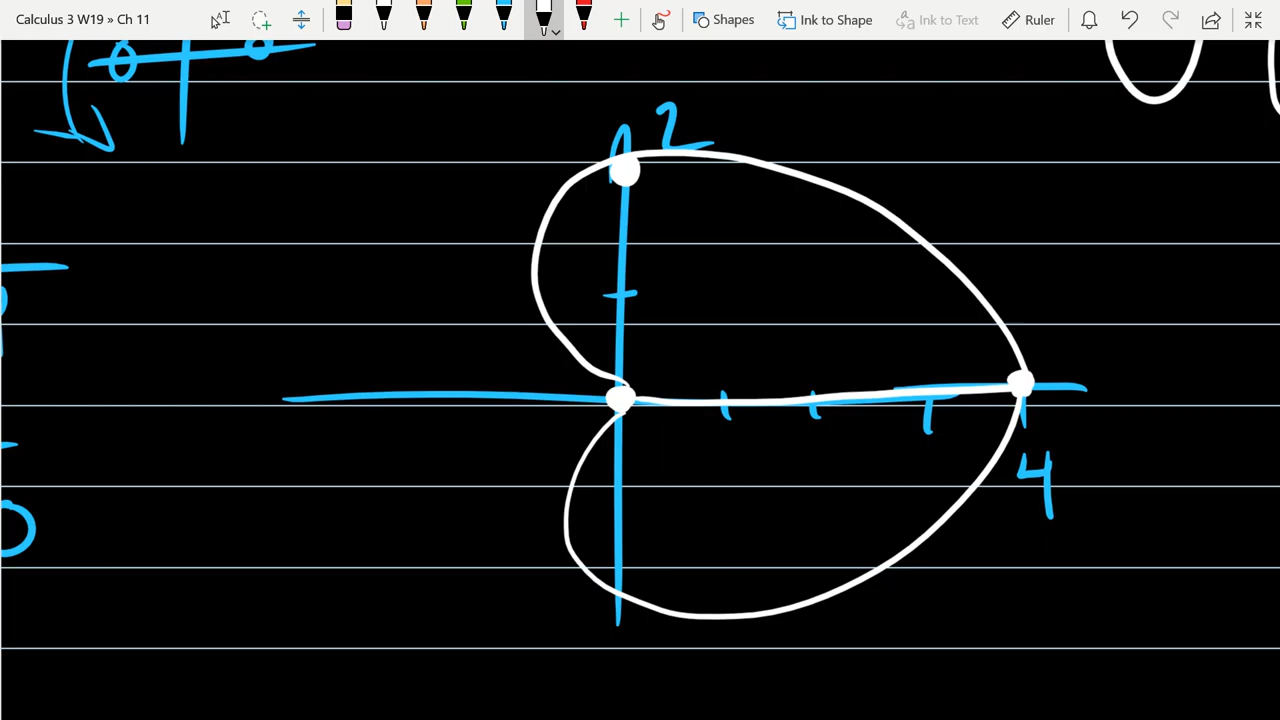 Calculus 3 W19 » Ch 11
Shapes
Ink to Shape
Ink to Text
Ruler
2
4